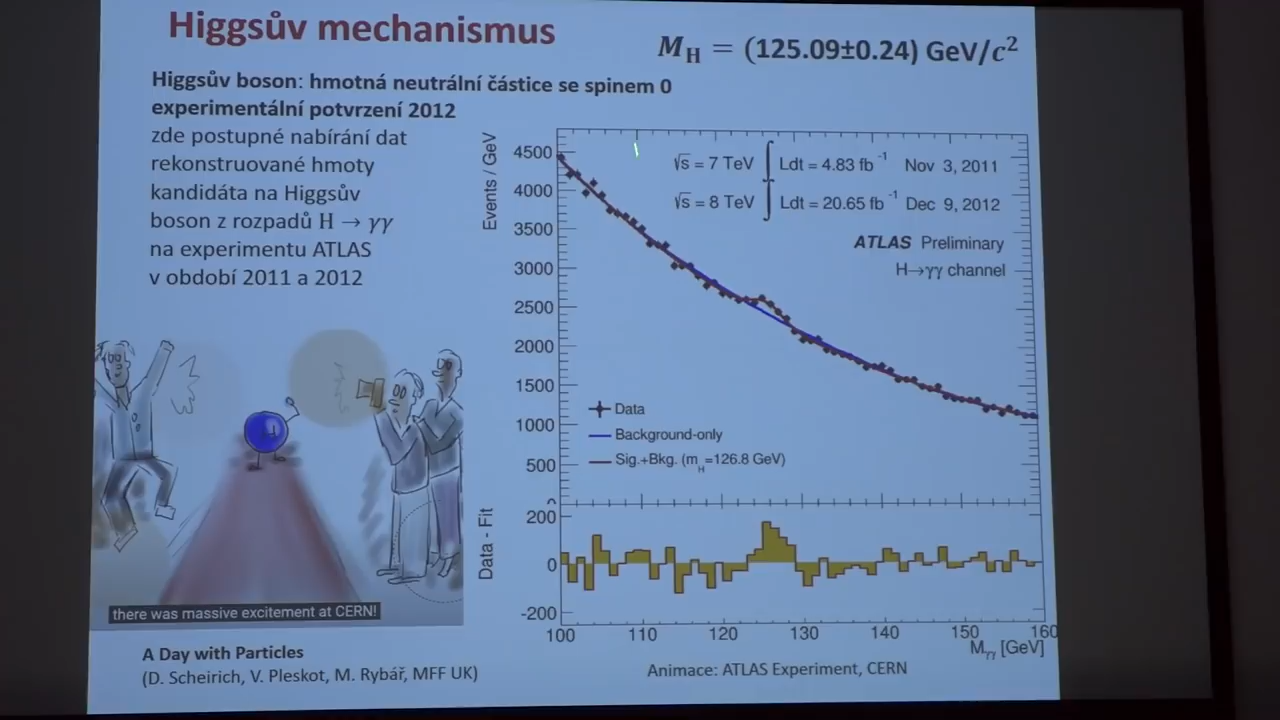 Higgsův mechanismus
M_H = (125.09±0.24) GeV/c²
Higgsův boson: hmotná neutrální částice se spinem 0
experimentální potvrzení 2012
zde postupné nabírání dat
rekonstruované hmoty
kandidáta na Higgsův
boson z rozpadů H → γγ
na experimentu ATLAS
v období 2011 a 2012
there was massive excitement at CERN!
A Day with Particles
(D. Scheirich, V. Pleskot, M. Rybář, MFF UK)
Events / GeV
4500
4000
3500
3000
2500
2000
1500
1000
500
0
√s = 7 TeV ∫ Ldt = 4.83 fb⁻¹ Nov 3, 2011
√s = 8 TeV ∫ Ldt = 20.65 fb⁻¹ Dec 9, 2012
ATLAS Preliminary
H→γγ channel
Data
Background-only
Sig.+Bkg. (m_H=126.8 GeV)
Data - Fit
200
0
-200
100 110 120 130 140 150 160
M_γγ [GeV]
Animace: ATLAS Experiment, CERN